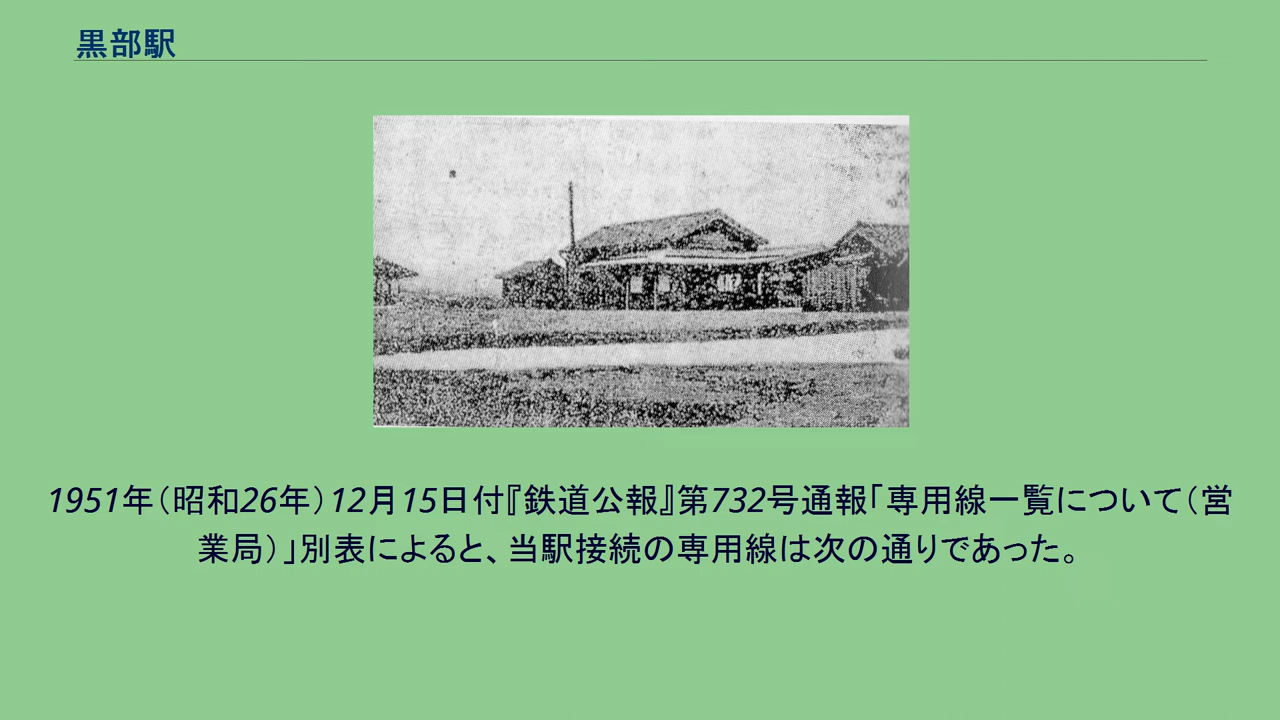 黒部駅
1951年（昭和26年）12月15日付『鉄道公報』第732号通報「専用線一覧について（営
業局）」別表によると、当駅接続の専用線は次の通りであった。